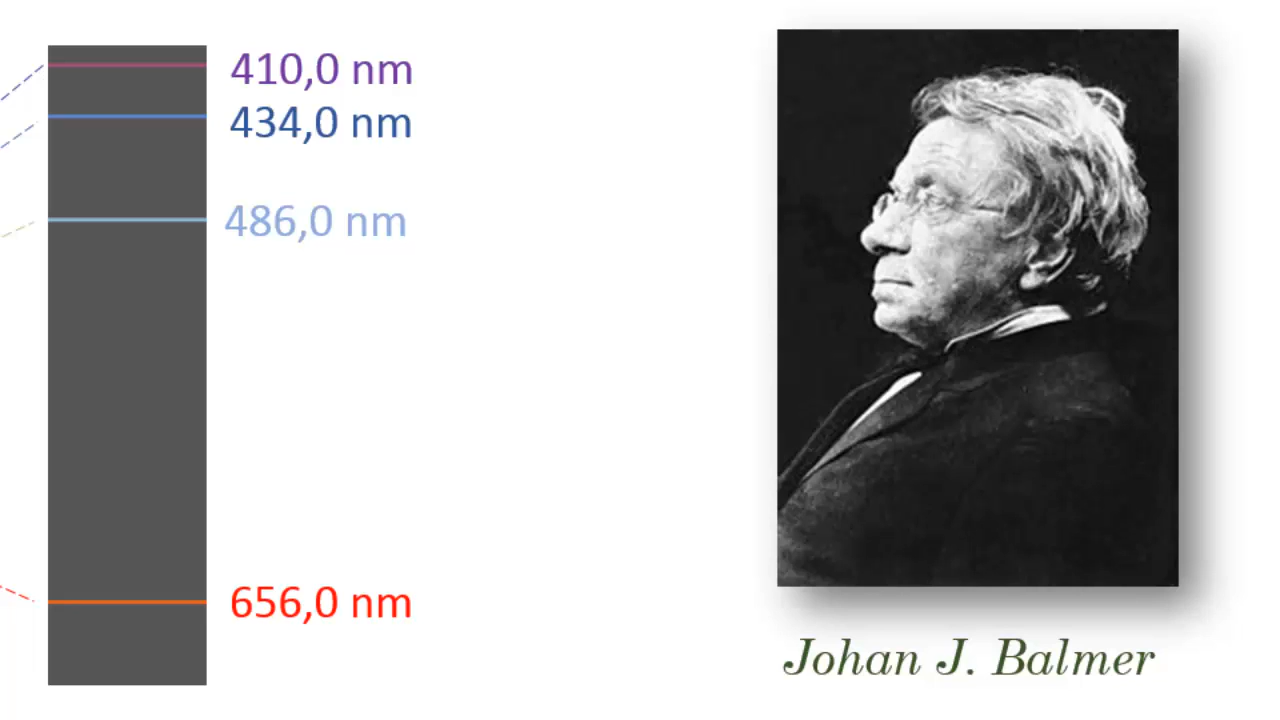 410,0 nm
434,0 nm
486,0 nm
656,0 nm
Johan J. Balmer